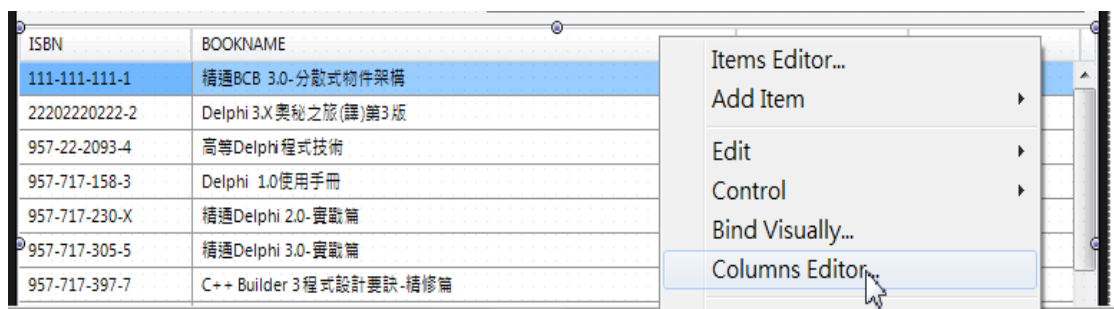 ISBN BOOKNAME
111-111-111-1 精通BCB 3.0-分散式物件架構
22202220222-2 Delphi 3.X 奧秘之旅(譯)第3版
957-22-2093-4 高等Delphi 程式技術
957-717-158-3 Delphi 1.0使用手冊
957-717-230-X 精通Delphi 2.0-實戰篇
957-717-305-5 精通Delphi 3.0-實戰篇
957-717-397-7 C++ Builder 3程式設計要訣-精修篇
Items Editor...
Add Item
Edit
Control
Bind Visually...
Columns Editor...